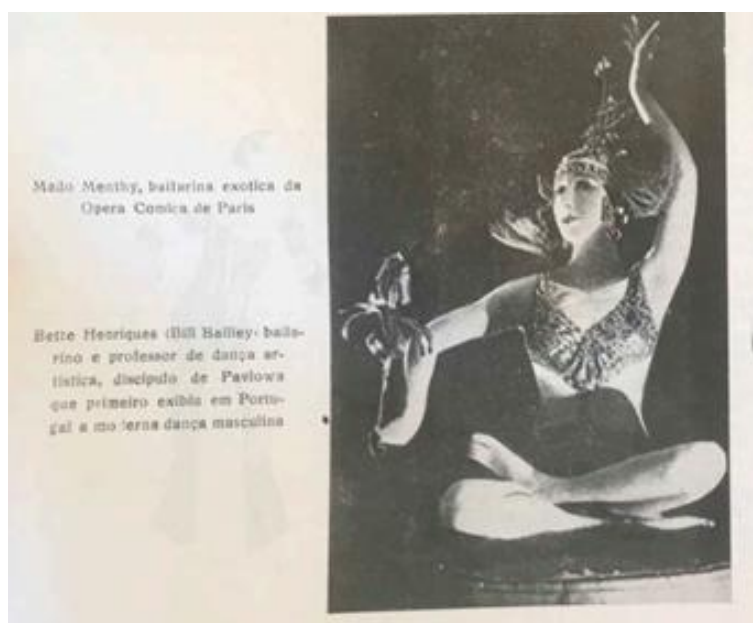 Mado Menthy, bailarina exotica da
Opera Comica de Paris
Bette Henriques (Bill Bailley) baila-
rino e professor de dança ar-
tistica, discipulo de Pavlowa
que primeiro exibiu em Portu-
gal a moderna dança masculina